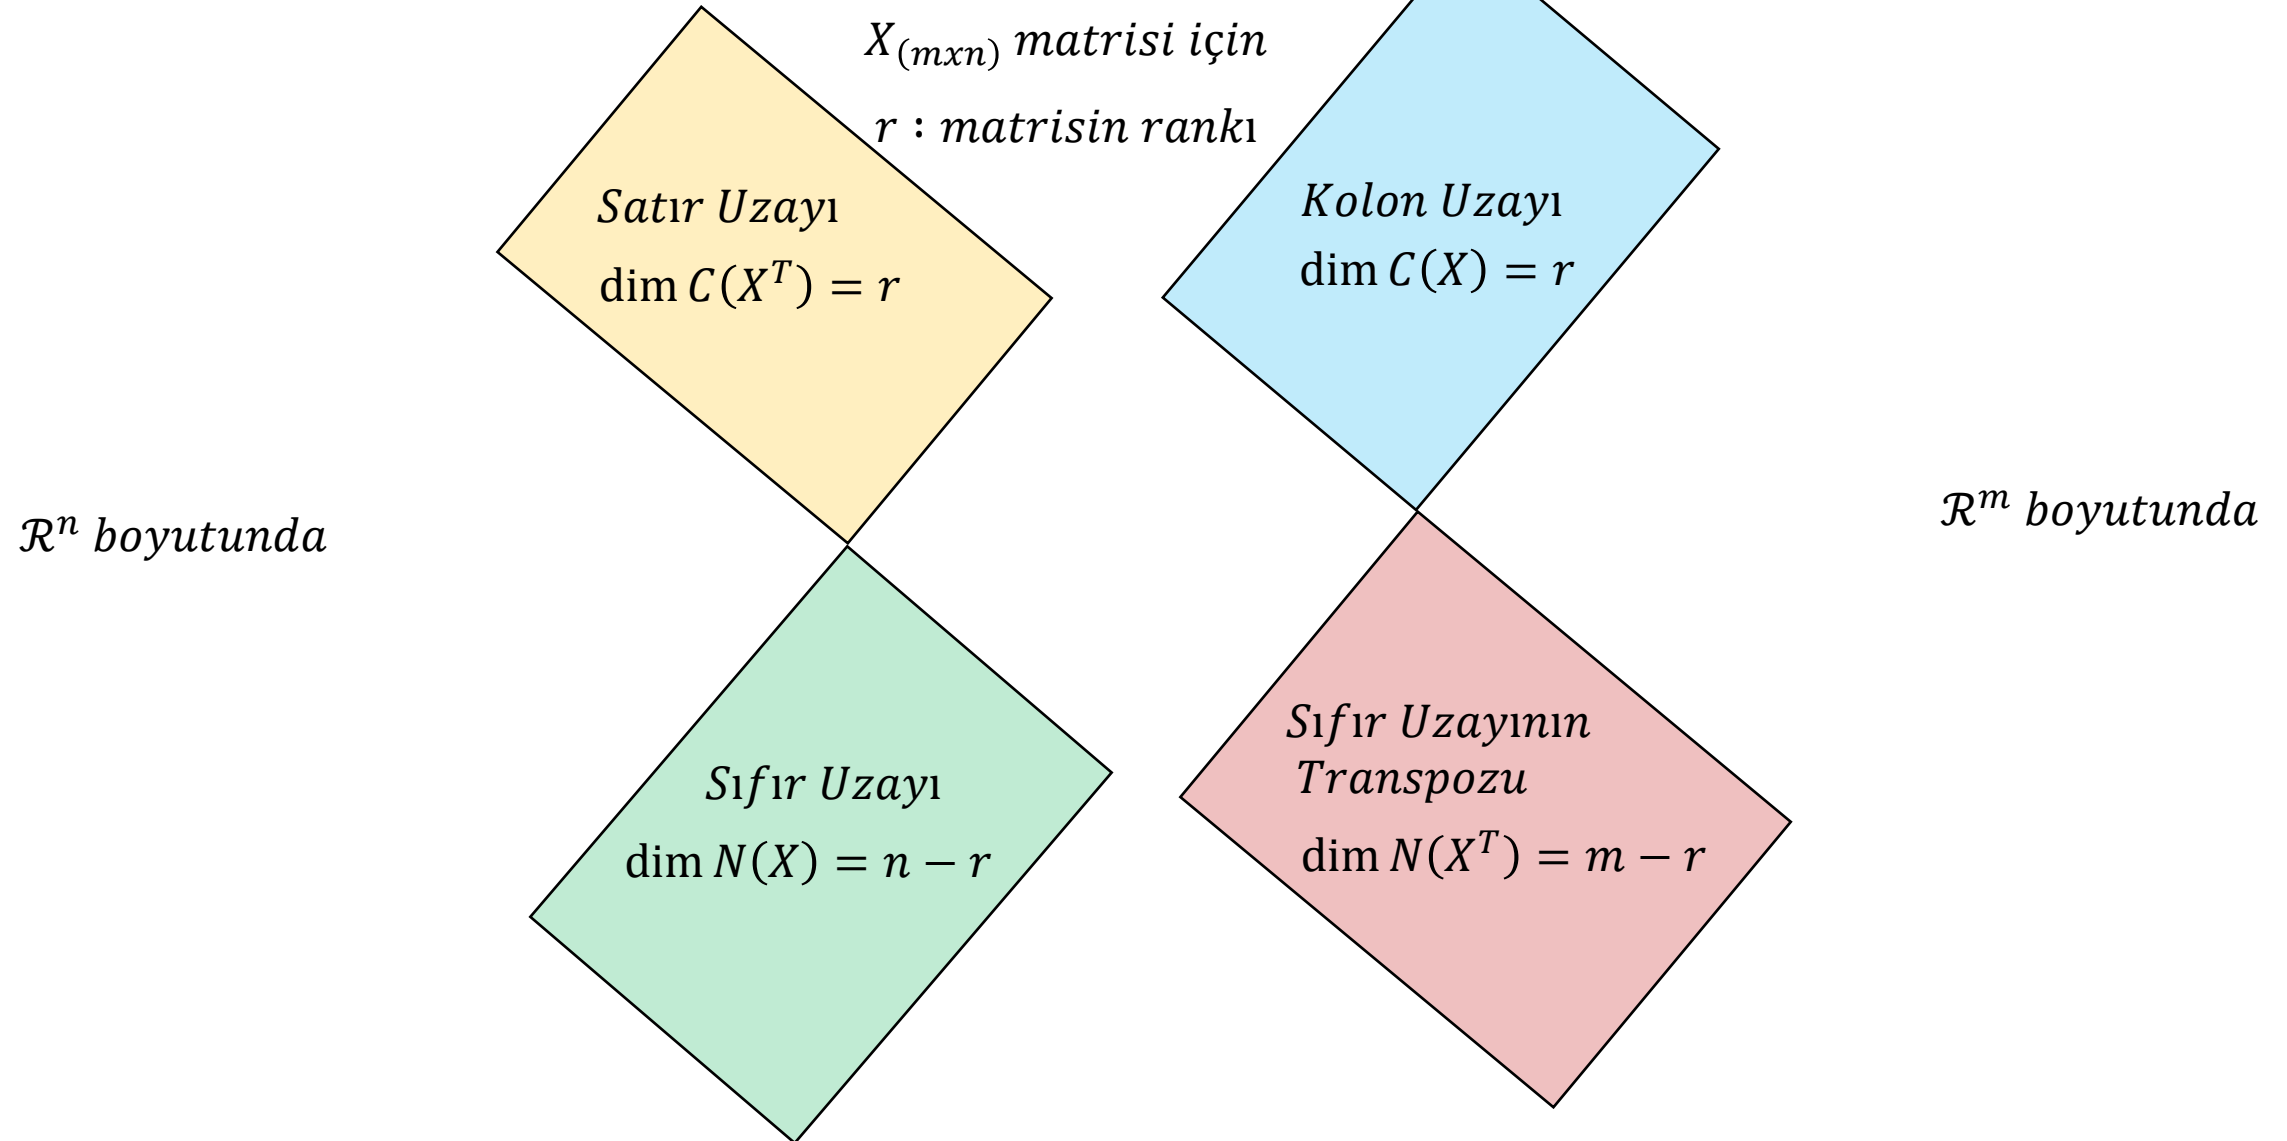 X_(mxn) matrisi için
r : matrisin rankı
Satır Uzayı
dim C(X^T) = r
Kolon Uzayı
dim C(X) = r
ℛ^n boyutunda
ℛ^m boyutunda
Sıfır Uzayı
dim N(X) = n − r
Sıfır Uzayının
Transpozu
dim N(X^T) = m − r